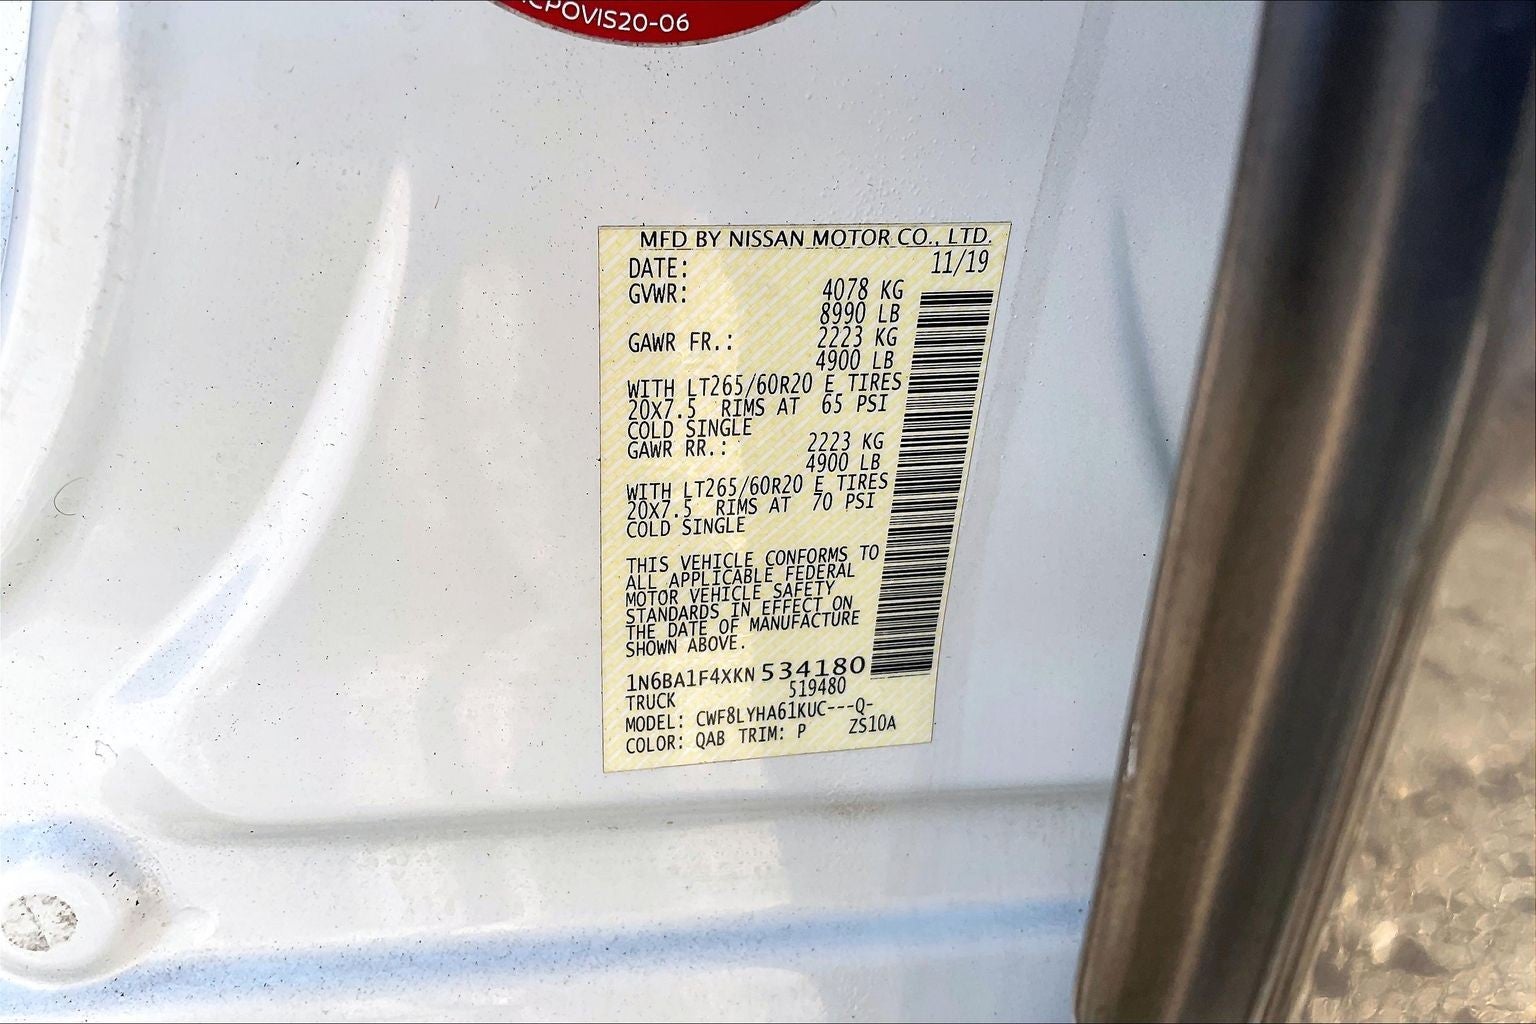 CPOVIS20-06
MFD BY NISSAN MOTOR CO., LTD.
DATE: 11/19
GVWR: 4078 KG
8990 LB
GAWR FR.: 2223 KG
4900 LB
WITH LT265/60R20 E TIRES
20X7.5 RIMS AT 65 PSI
COLD SINGLE
GAWR RR.: 2223 KG
4900 LB
WITH LT265/60R20 E TIRES
20X7.5 RIMS AT 70 PSI
COLD SINGLE
THIS VEHICLE CONFORMS TO
ALL APPLICABLE FEDERAL
MOTOR VEHICLE SAFETY
STANDARDS IN EFFECT ON
THE DATE OF MANUFACTURE
SHOWN ABOVE.
1N6BA1F4XKN 534180
TRUCK 519480
MODEL: CWF8LYHA61KUC---Q-
COLOR: QAB TRIM: P ZS10A